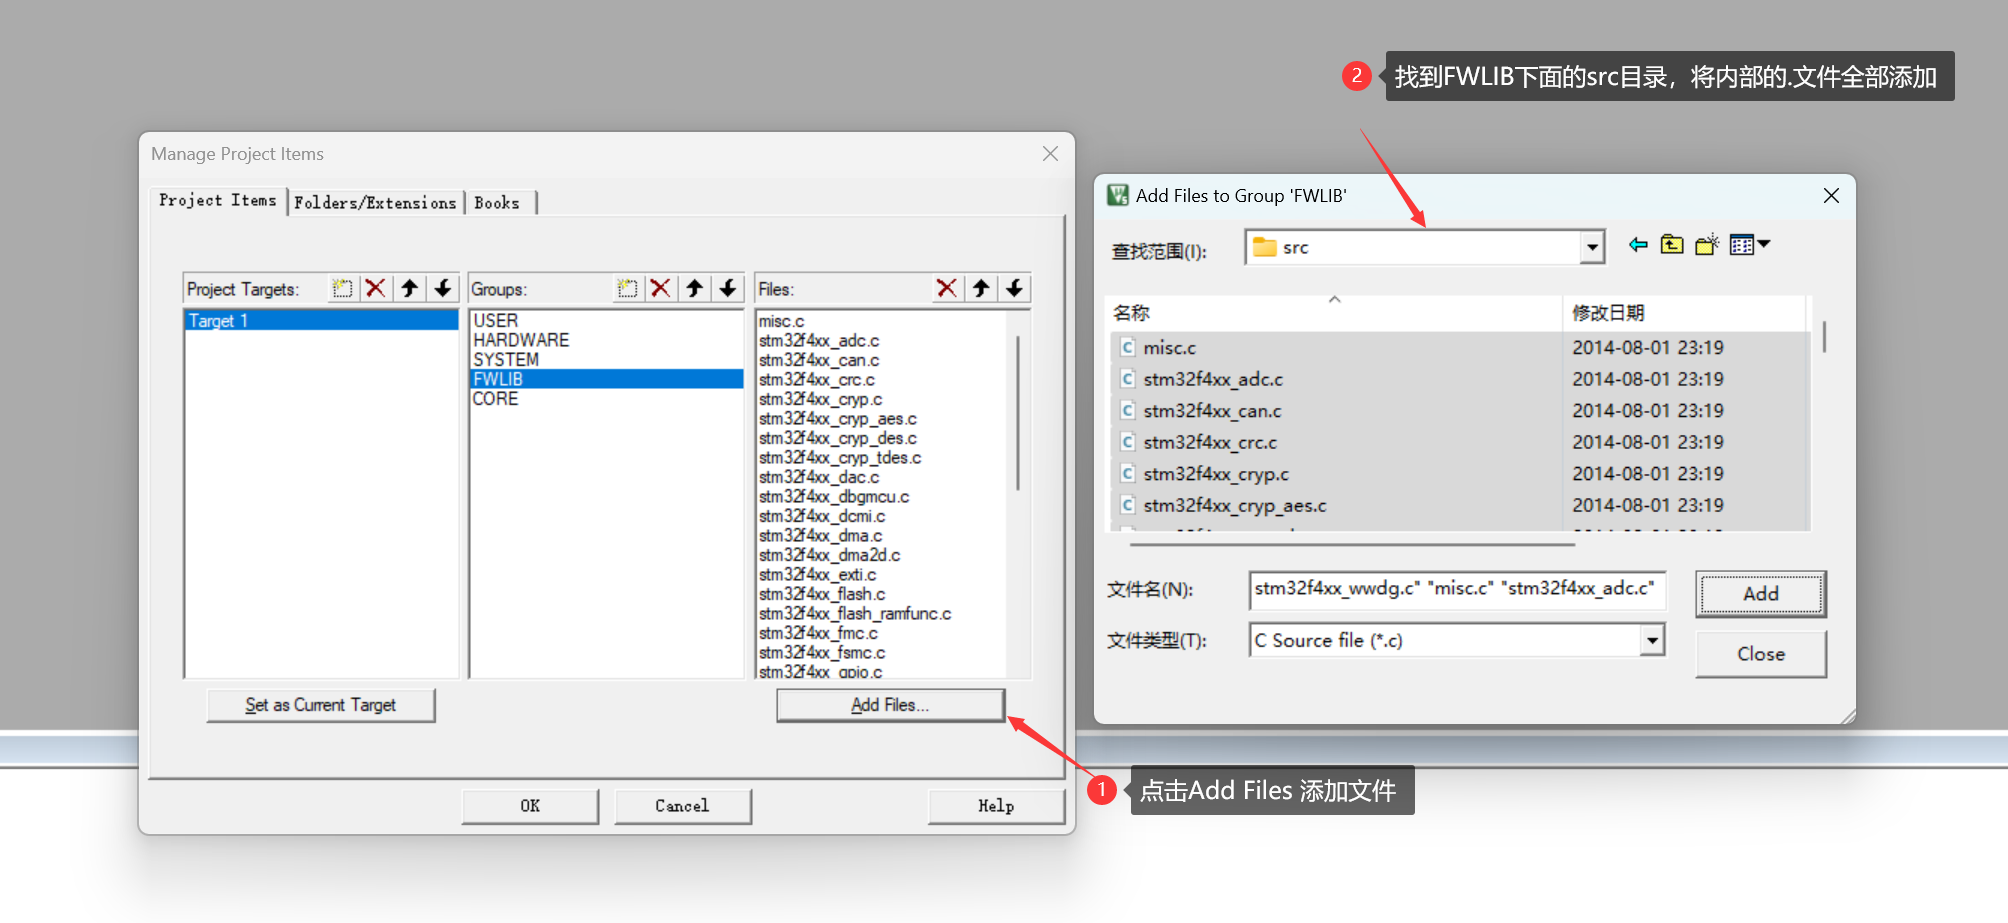 2
找到FWLIB下面的src目录，将内部的.文件全部添加
Manage Project Items
Project Items
Folders/Extensions
Books
Project Targets:
Target 1
Set as Current Target
Groups:
USER
HARDWARE
SYSTEM
FWLIB
CORE
Files:
misc.c
stm32f4xx_adc.c
stm32f4xx_can.c
stm32f4xx_crc.c
stm32f4xx_cryp.c
stm32f4xx_cryp_aes.c
stm32f4xx_cryp_des.c
stm32f4xx_cryp_tdes.c
stm32f4xx_dac.c
stm32f4xx_dbgmcu.c
stm32f4xx_dcmi.c
stm32f4xx_dma.c
stm32f4xx_dma2d.c
stm32f4xx_exti.c
stm32f4xx_flash.c
stm32f4xx_flash_ramfunc.c
stm32f4xx_fmc.c
stm32f4xx_fsmc.c
stm32f4xx_gpio.c
Add Files...
OK
Cancel
Help
Add Files to Group 'FWLIB'
查找范围(I):
src
名称
修改日期
misc.c 2014-08-01 23:19
stm32f4xx_adc.c 2014-08-01 23:19
stm32f4xx_can.c 2014-08-01 23:19
stm32f4xx_crc.c 2014-08-01 23:19
stm32f4xx_cryp.c 2014-08-01 23:19
stm32f4xx_cryp_aes.c 2014-08-01 23:19
文件名(N):
stm32f4xx_wwdg.c" "misc.c" "stm32f4xx_adc.c"
Add
文件类型(T):
C Source file (*.c)
Close
1
点击Add Files 添加文件